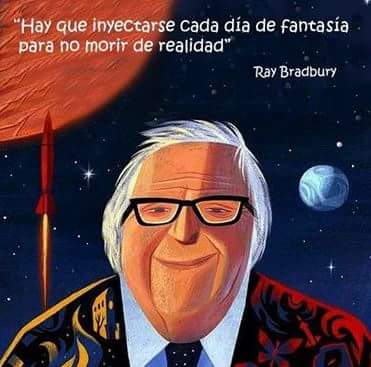 “Hay que inyectarse cada día de fantasía
para no morir de realidad”
Ray Bradbury